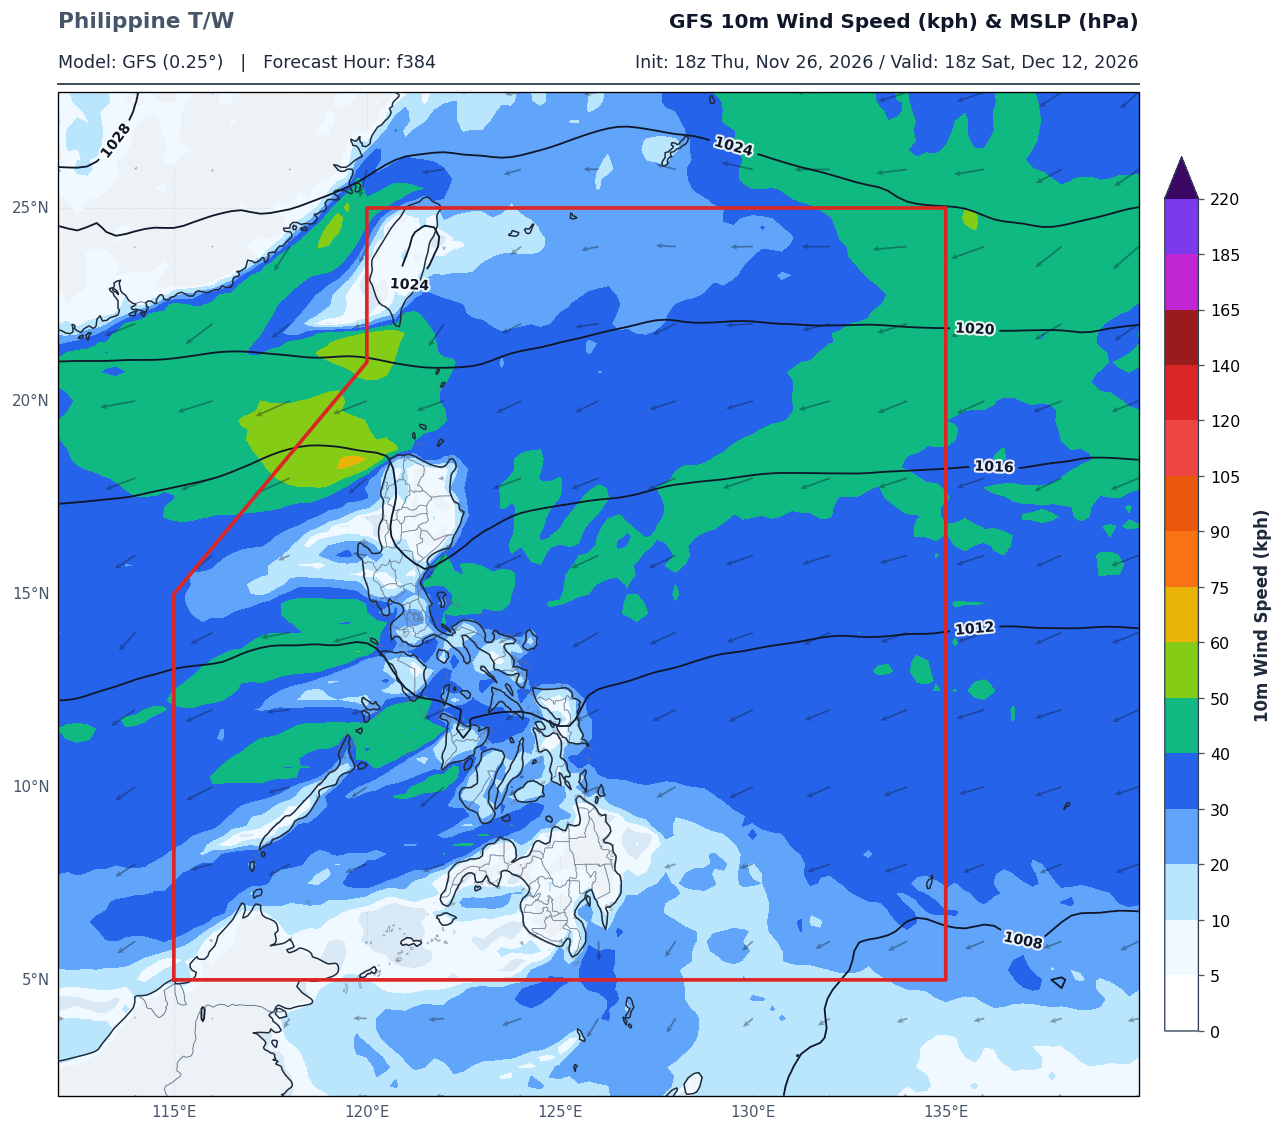 Philippine T/W
GFS 10m Wind Speed (kph) & MSLP (hPa)
Model: GFS (0.25°) | Forecast Hour: f384
Init: 18z Thu, Nov 26, 2026 / Valid: 18z Sat, Dec 12, 2026
1028
1024
1024
1020
1016
1012
1008
25°N
20°N
15°N
10°N
5°N
115°E
120°E
125°E
130°E
135°E
220
185
165
140
120
105
90
75
60
50
40
30
20
10
5
0
10m Wind Speed (kph)